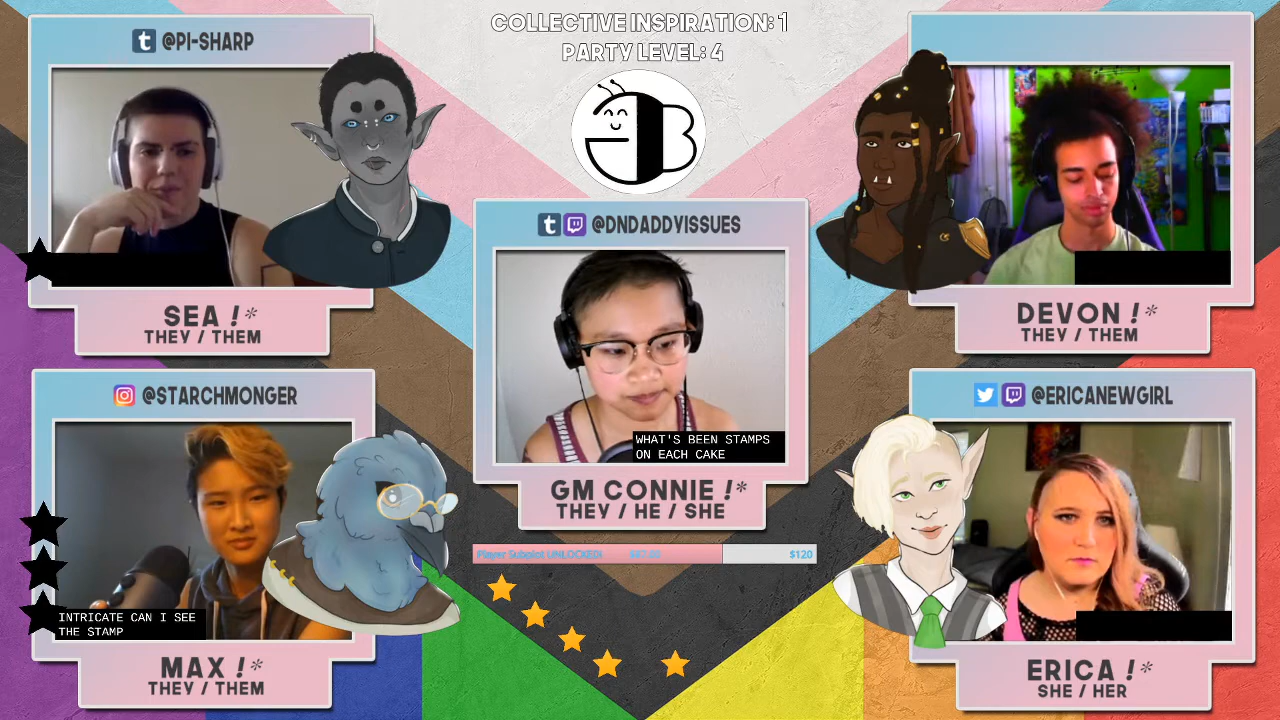 COLLECTIVE INSPIRATION: 1
PARTY LEVEL: 4
t @PI-SHARP
SEA !*
THEY / THEM
DEVON !*
THEY / THEM
t @DNDADDYISSUES
WHAT'S BEEN STAMPS
ON EACH CAKE
GM CONNIE !*
THEY / HE / SHE
Player Subplot UNLOCKED! $87.00 $120
@STARCHMONGER
INTRICATE CAN I SEE
THE STAMP
MAX !*
THEY / THEM
@ERICANEWGIRL
ERICA !*
SHE / HER